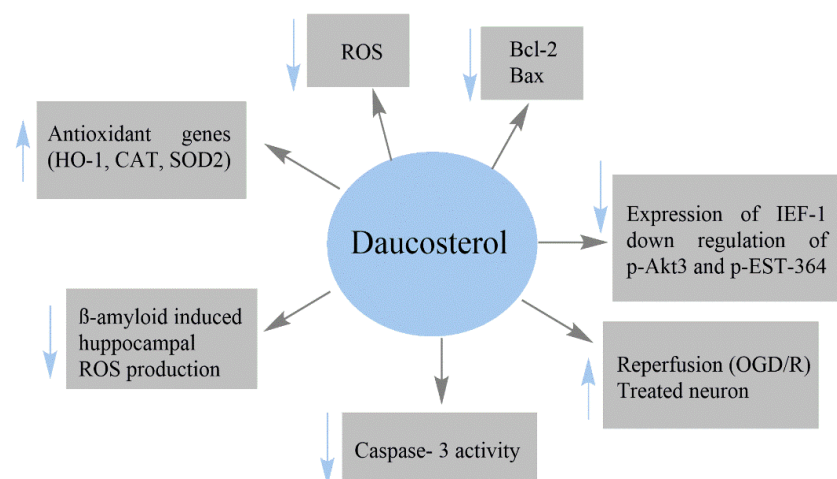 ROS
Bcl-2
Bax
Antioxidant genes
(HO-1, CAT, SOD2)
Daucosterol
Expression of IEF-1
down regulation of
p-Akt3 and p-EST-364
ß-amyloid induced
huppocampal
ROS production
Reperfusion (OGD/R)
Treated neuron
Caspase- 3 activity